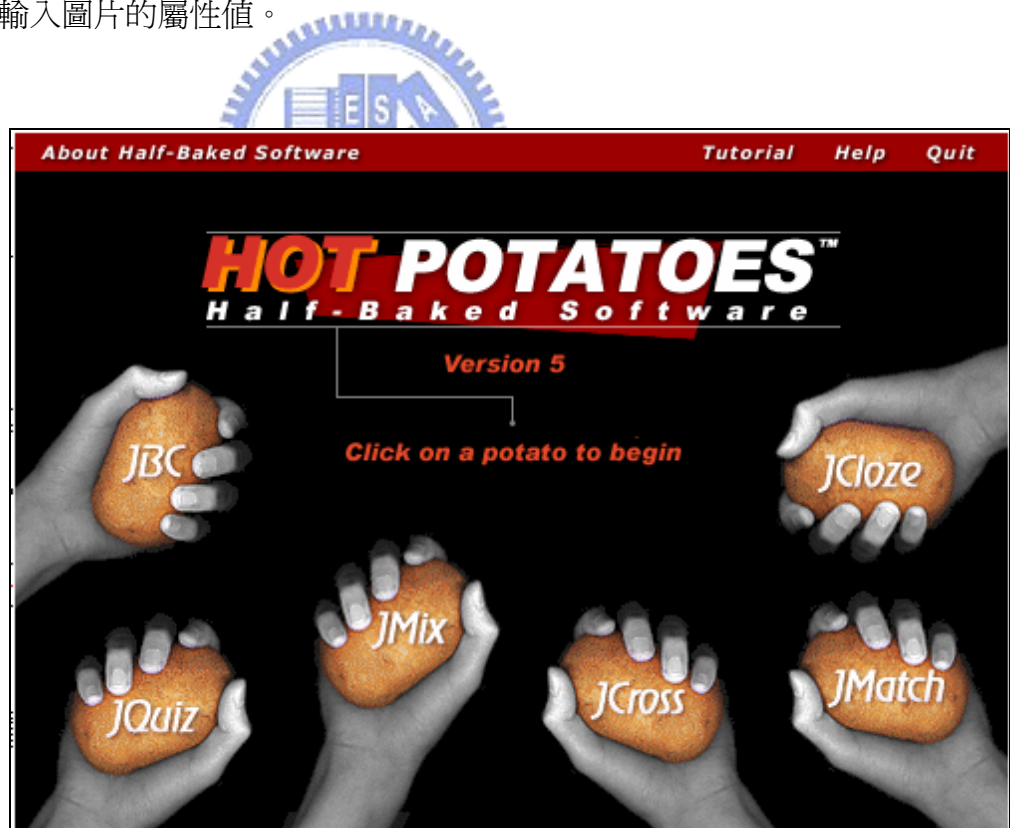 輸入圖片的屬性值。
E S A
About Half-Baked Software Tutorial Help Quit
HOT POTATOES™
Half-Baked Software
Version 5
Click on a potato to begin
JBC
JCloze
JMix
JQuiz
JCross
JMatch